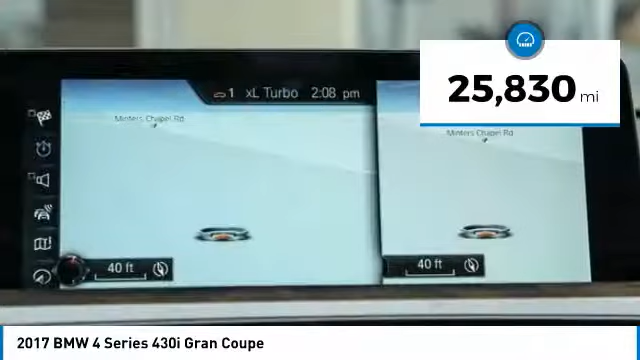 25,830 mi
1 xL Turbo 2:08 pm
Minters Chapel Rd
Minters Chapel Rd
40 ft
40 ft
2017 BMW 4 Series 430i Gran Coupe